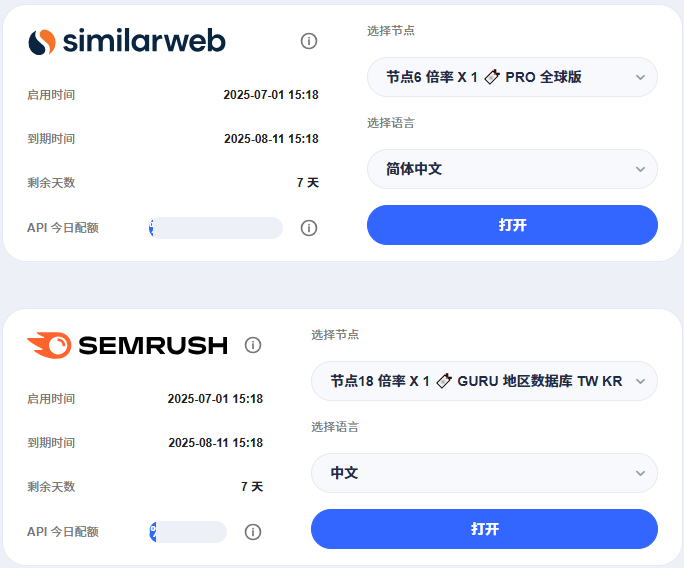 similarweb
启用时间 2025-07-01 15:18
到期时间 2025-08-11 15:18
剩余天数 7 天
API 今日配额
选择节点
节点6 倍率 X 1 PRO 全球版
选择语言
简体中文
打开
SEMRUSH
启用时间 2025-07-01 15:18
到期时间 2025-08-11 15:18
剩余天数 7 天
API 今日配额
选择节点
节点18 倍率 X 1 GURU 地区数据库 TW KR
选择语言
中文
打开